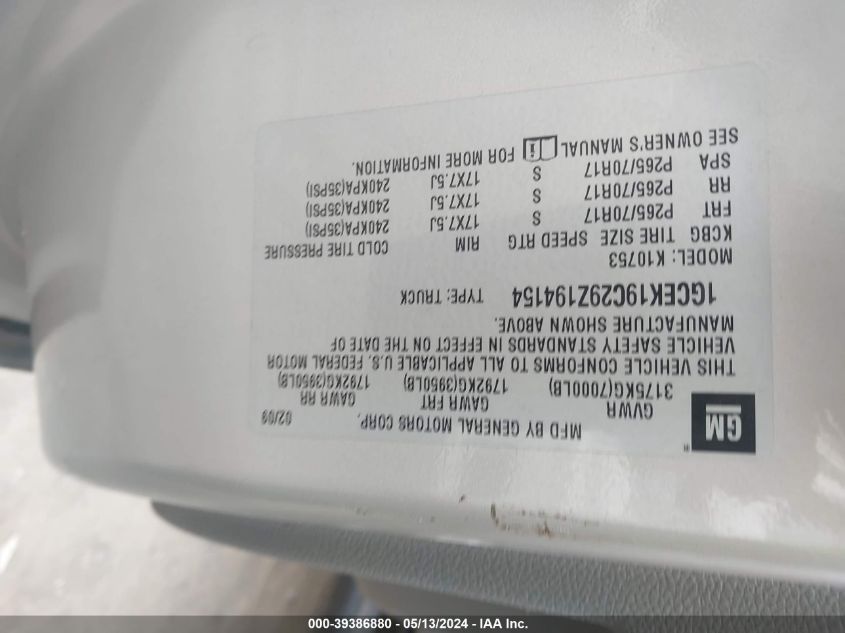 GM
MFD BY GENERAL MOTORS CORP. 02/09
GVWR GAWR FRT GAWR RR
3175KG(7000LB) 1792KG(3950LB) 1792KG(3950LB)
THIS VEHICLE CONFORMS TO ALL APPLICABLE U.S. FEDERAL MOTOR
VEHICLE SAFETY STANDARDS IN EFFECT ON THE DATE OF
MANUFACTURE SHOWN ABOVE.
1GCEK19C29Z194154 TYPE: TRUCK
MODEL: K10753
KCBG TIRE SIZE SPEED RTG RIM COLD TIRE PRESSURE
FRT P265/70R17 S 17X7.5J 240KPA(35PSI)
RR P265/70R17 S 17X7.5J 240KPA(35PSI)
SPA P265/70R17 S 17X7.5J 240KPA(35PSI)
SEE OWNER'S MANUAL FOR MORE INFORMATION.
000-39386880 - 05/13/2024 - IAA Inc.